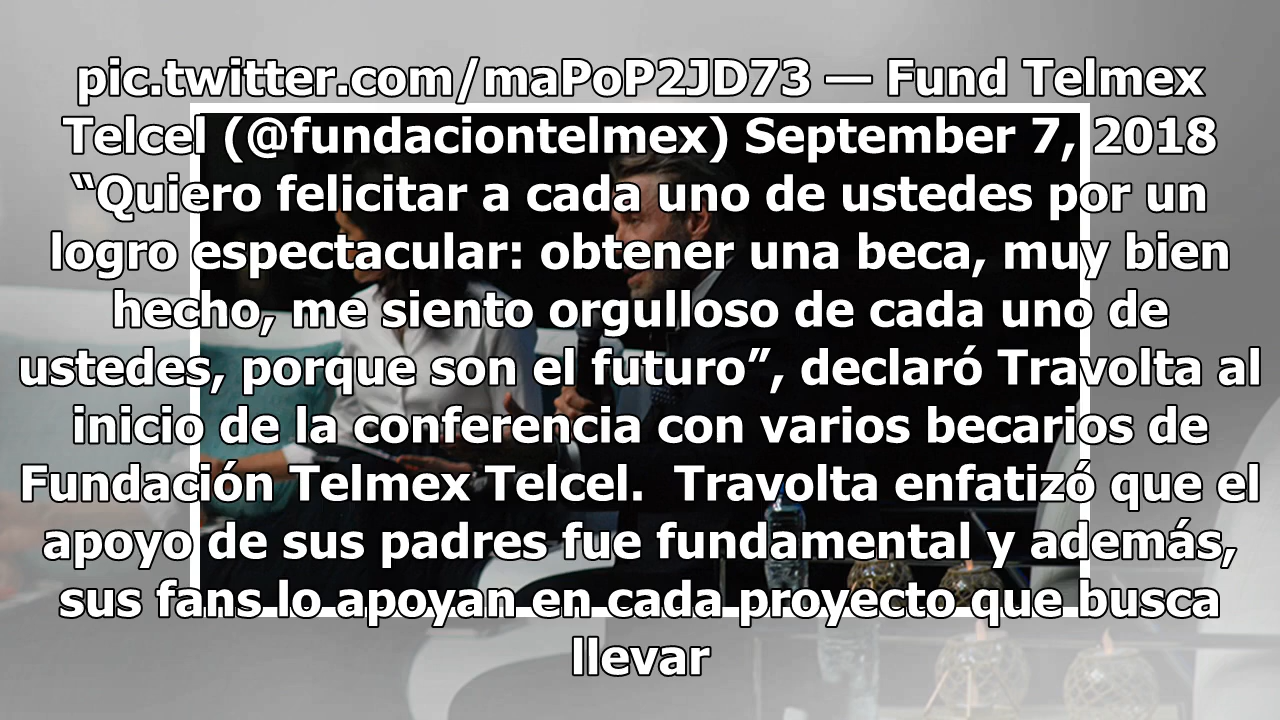 pic.twitter.com/maPoP2JD73 — Fund Telmex
Telcel (@fundaciontelmex) September 7, 2018
“Quiero felicitar a cada uno de ustedes por un
logro espectacular: obtener una beca, muy bien
hecho, me siento orgulloso de cada uno de
ustedes, porque son el futuro”, declaró Travolta al
inicio de la conferencia con varios becarios de
Fundación Telmex Telcel.  Travolta enfatizó que el
apoyo de sus padres fue fundamental y además,
sus fans lo apoyan en cada proyecto que busca
llevar